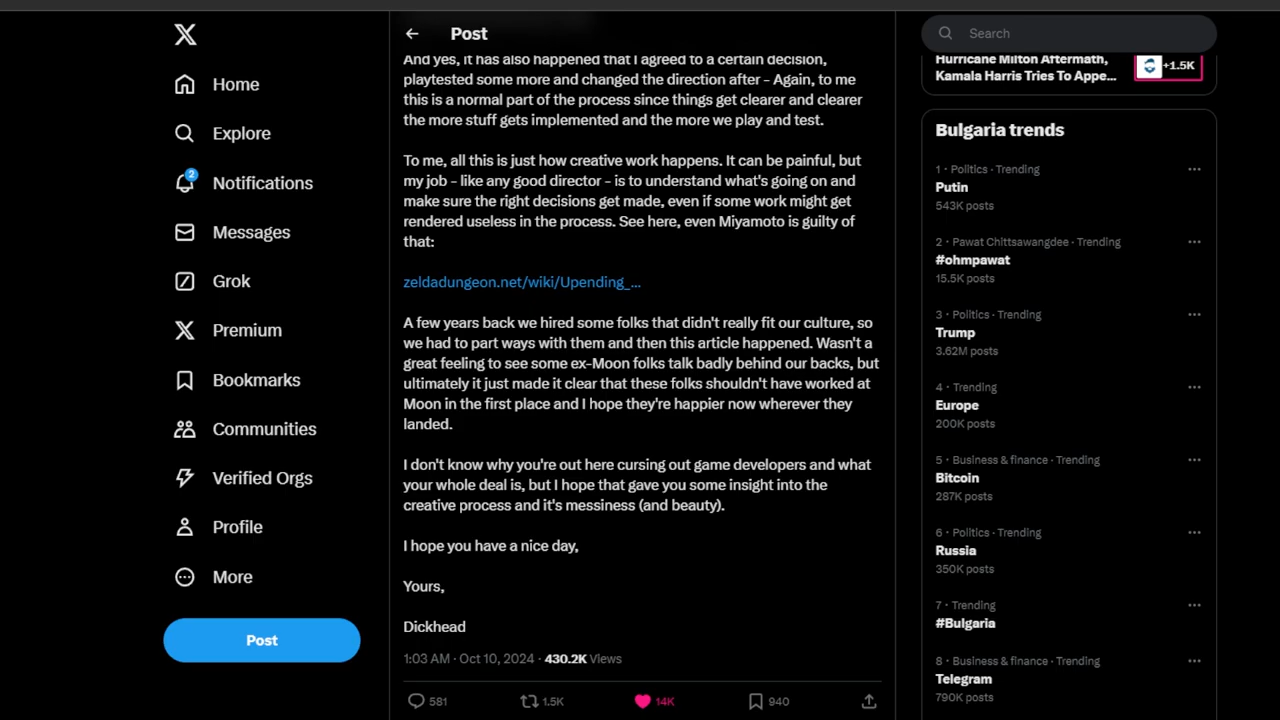 Home
Explore
2
Notifications
Messages
Grok
Premium
Bookmarks
Communities
Verified Orgs
Profile
More
Post
Post
And yes, it has also happened that I agreed to a certain decision,
playtested some more and changed the direction after - Again, to me
this is a normal part of the process since things get clearer and clearer
the more stuff gets implemented and the more we play and test.
To me, all this is just how creative work happens. It can be painful, but
my job - like any good director - is to understand what's going on and
make sure the right decisions get made, even if some work might get
rendered useless in the process. See here, even Miyamoto is guilty of
that:
zeldadungeon.net/wiki/Upending_...
A few years back we hired some folks that didn't really fit our culture, so
we had to part ways with them and then this article happened. Wasn't a
great feeling to see some ex-Moon folks talk badly behind our backs, but
ultimately it just made it clear that these folks shouldn't have worked at
Moon in the first place and I hope they're happier now wherever they
landed.
I don't know why you're out here cursing out game developers and what
your whole deal is, but I hope that gave you some insight into the
creative process and it's messiness (and beauty).
I hope you have a nice day,
Yours,
Dickhead
1:03 AM · Oct 10, 2024 · 430.2K Views
581 1.5K 14K 940
Search
Hurricane Milton Aftermath,
Kamala Harris Tries To Appe...
+1.5K
Bulgaria trends
1 · Politics · Trending
Putin
543K posts
2 · Pawat Chittsawangdee · Trending
#ohmpawat
15.5K posts
3 · Politics · Trending
Trump
3.62M posts
4 · Trending
Europe
200K posts
5 · Business & finance · Trending
Bitcoin
287K posts
6 · Politics · Trending
Russia
350K posts
7 · Trending
#Bulgaria
8 · Business & finance · Trending
Telegram
790K posts